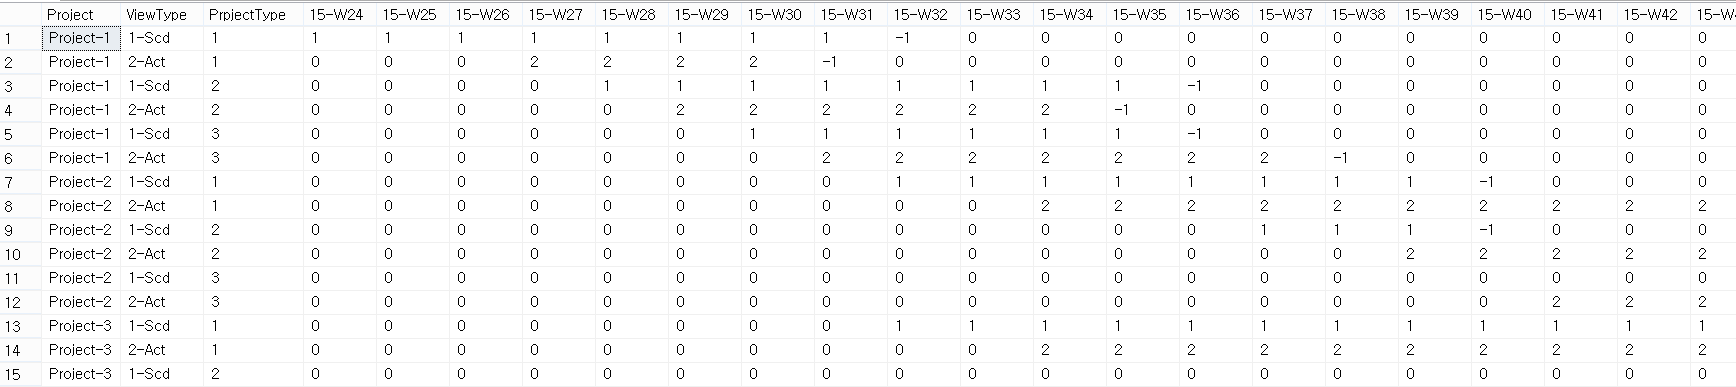 Project ViewType PrpjectType 15-W24 15-W25 15-W26 15-W27 15-W28 15-W29 15-W30 15-W31 15-W32 15-W33 15-W34 15-W35 15-W36 15-W37 15-W38 15-W39 15-W40 15-W41 15-W42
1 Project-1 1-Scd 1 1 1 1 1 1 1 1 1 -1 0 0 0 0 0 0 0 0 0 0 0
2 Project-1 2-Act 1 0 0 0 2 2 2 2 -1 0 0 0 0 0 0 0 0 0 0 0 0
3 Project-1 1-Scd 2 0 0 0 0 1 1 1 1 1 1 1 1 -1 0 0 0 0 0 0 0
4 Project-1 2-Act 2 0 0 0 0 0 2 2 2 2 2 2 -1 0 0 0 0 0 0 0 0
5 Project-1 1-Scd 3 0 0 0 0 0 0 1 1 1 1 1 1 -1 0 0 0 0 0 0 0
6 Project-1 2-Act 3 0 0 0 0 0 0 0 2 2 2 2 2 2 2 -1 0 0 0 0 0
7 Project-2 1-Scd 1 0 0 0 0 0 0 0 0 1 1 1 1 1 1 1 1 -1 0 0 0
8 Project-2 2-Act 1 0 0 0 0 0 0 0 0 0 0 2 2 2 2 2 2 2 2 2 2
9 Project-2 1-Scd 2 0 0 0 0 0 0 0 0 0 0 0 0 0 1 1 1 -1 0 0 0
10 Project-2 2-Act 2 0 0 0 0 0 0 0 0 0 0 0 0 0 0 0 2 2 2 2 2
11 Project-2 1-Scd 3 0 0 0 0 0 0 0 0 0 0 0 0 0 0 0 0 0 0 0 0
12 Project-2 2-Act 3 0 0 0 0 0 0 0 0 0 0 0 0 0 0 0 0 0 2 2 2
13 Project-3 1-Scd 1 0 0 0 0 0 0 0 0 1 1 1 1 1 1 1 1 1 1 1 1
14 Project-3 2-Act 1 0 0 0 0 0 0 0 0 0 0 2 2 2 2 2 2 2 2 2 2
15 Project-3 1-Scd 2 0 0 0 0 0 0 0 0 0 0 0 0 0 0 0 0 0 0 0 0